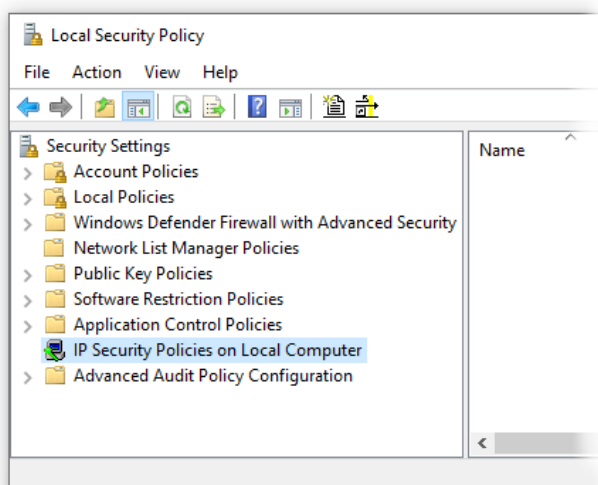 Local Security Policy
File Action View Help
Security Settings
Account Policies
Local Policies
Windows Defender Firewall with Advanced Security
Network List Manager Policies
Public Key Policies
Software Restriction Policies
Application Control Policies
IP Security Policies on Local Computer
Advanced Audit Policy Configuration
Name